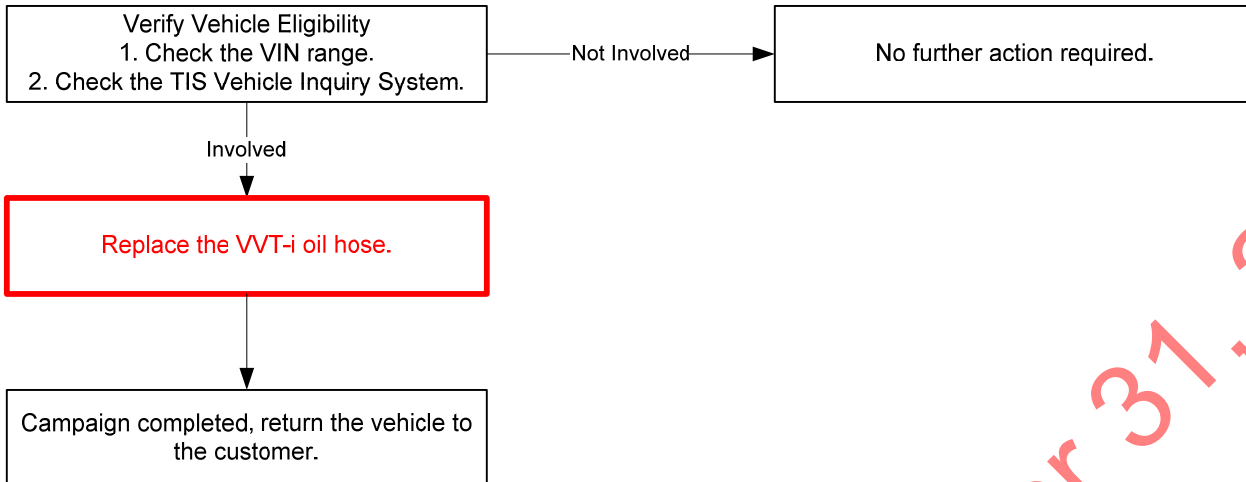 Verify Vehicle Eligibility
1. Check the VIN range.
2. Check the TIS Vehicle Inquiry System.
Not Involved
No further action required.
Involved
Replace the VVT-i oil hose.
Campaign completed, return the vehicle to
the customer.
31,